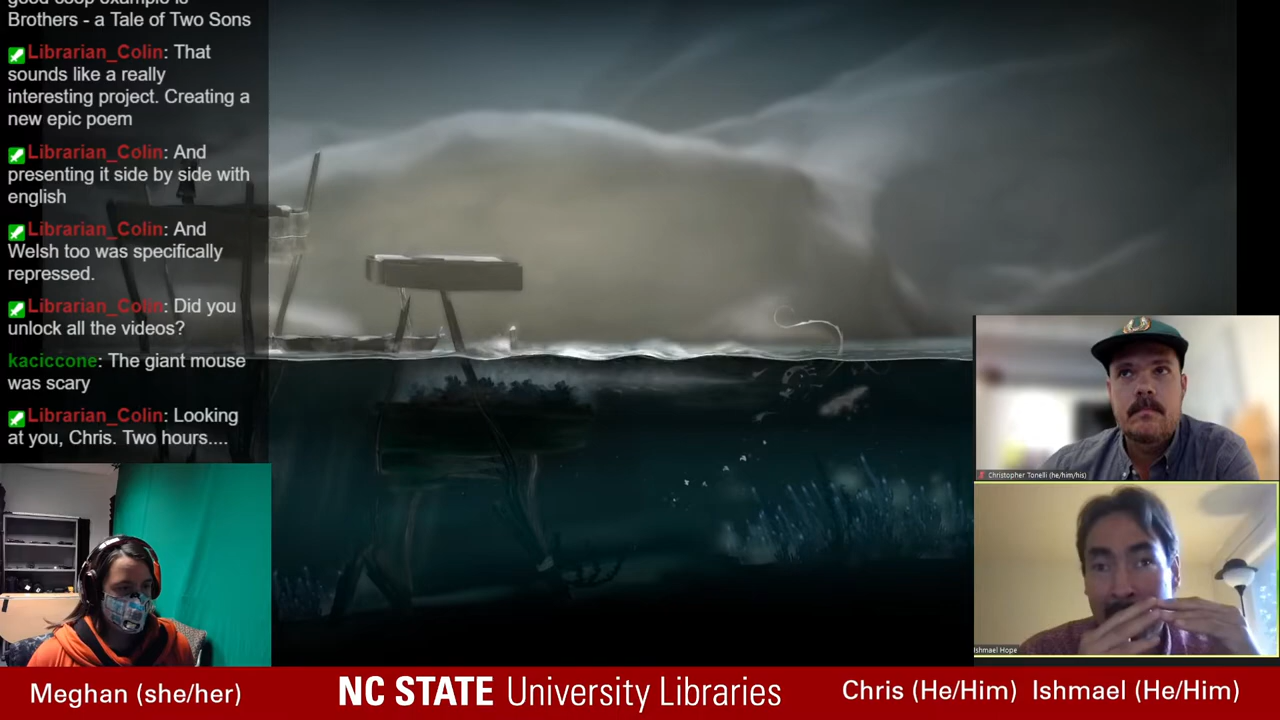 good coop example is
Brothers - a Tale of Two Sons
Librarian_Colin: That
sounds like a really
interesting project. Creating a
new epic poem
Librarian_Colin: And
presenting it side by side with
english
Librarian_Colin: And
Welsh too was specifically
repressed.
Librarian_Colin: Did you
unlock all the videos?
kaciccone: The giant mouse
was scary
Librarian_Colin: Looking
at you, Chris. Two hours....
Christopher Tonelli (he/him/his)
Ishmael Hope
Meghan (she/her)
NC STATE University Libraries
Chris (He/Him) Ishmael (He/Him)